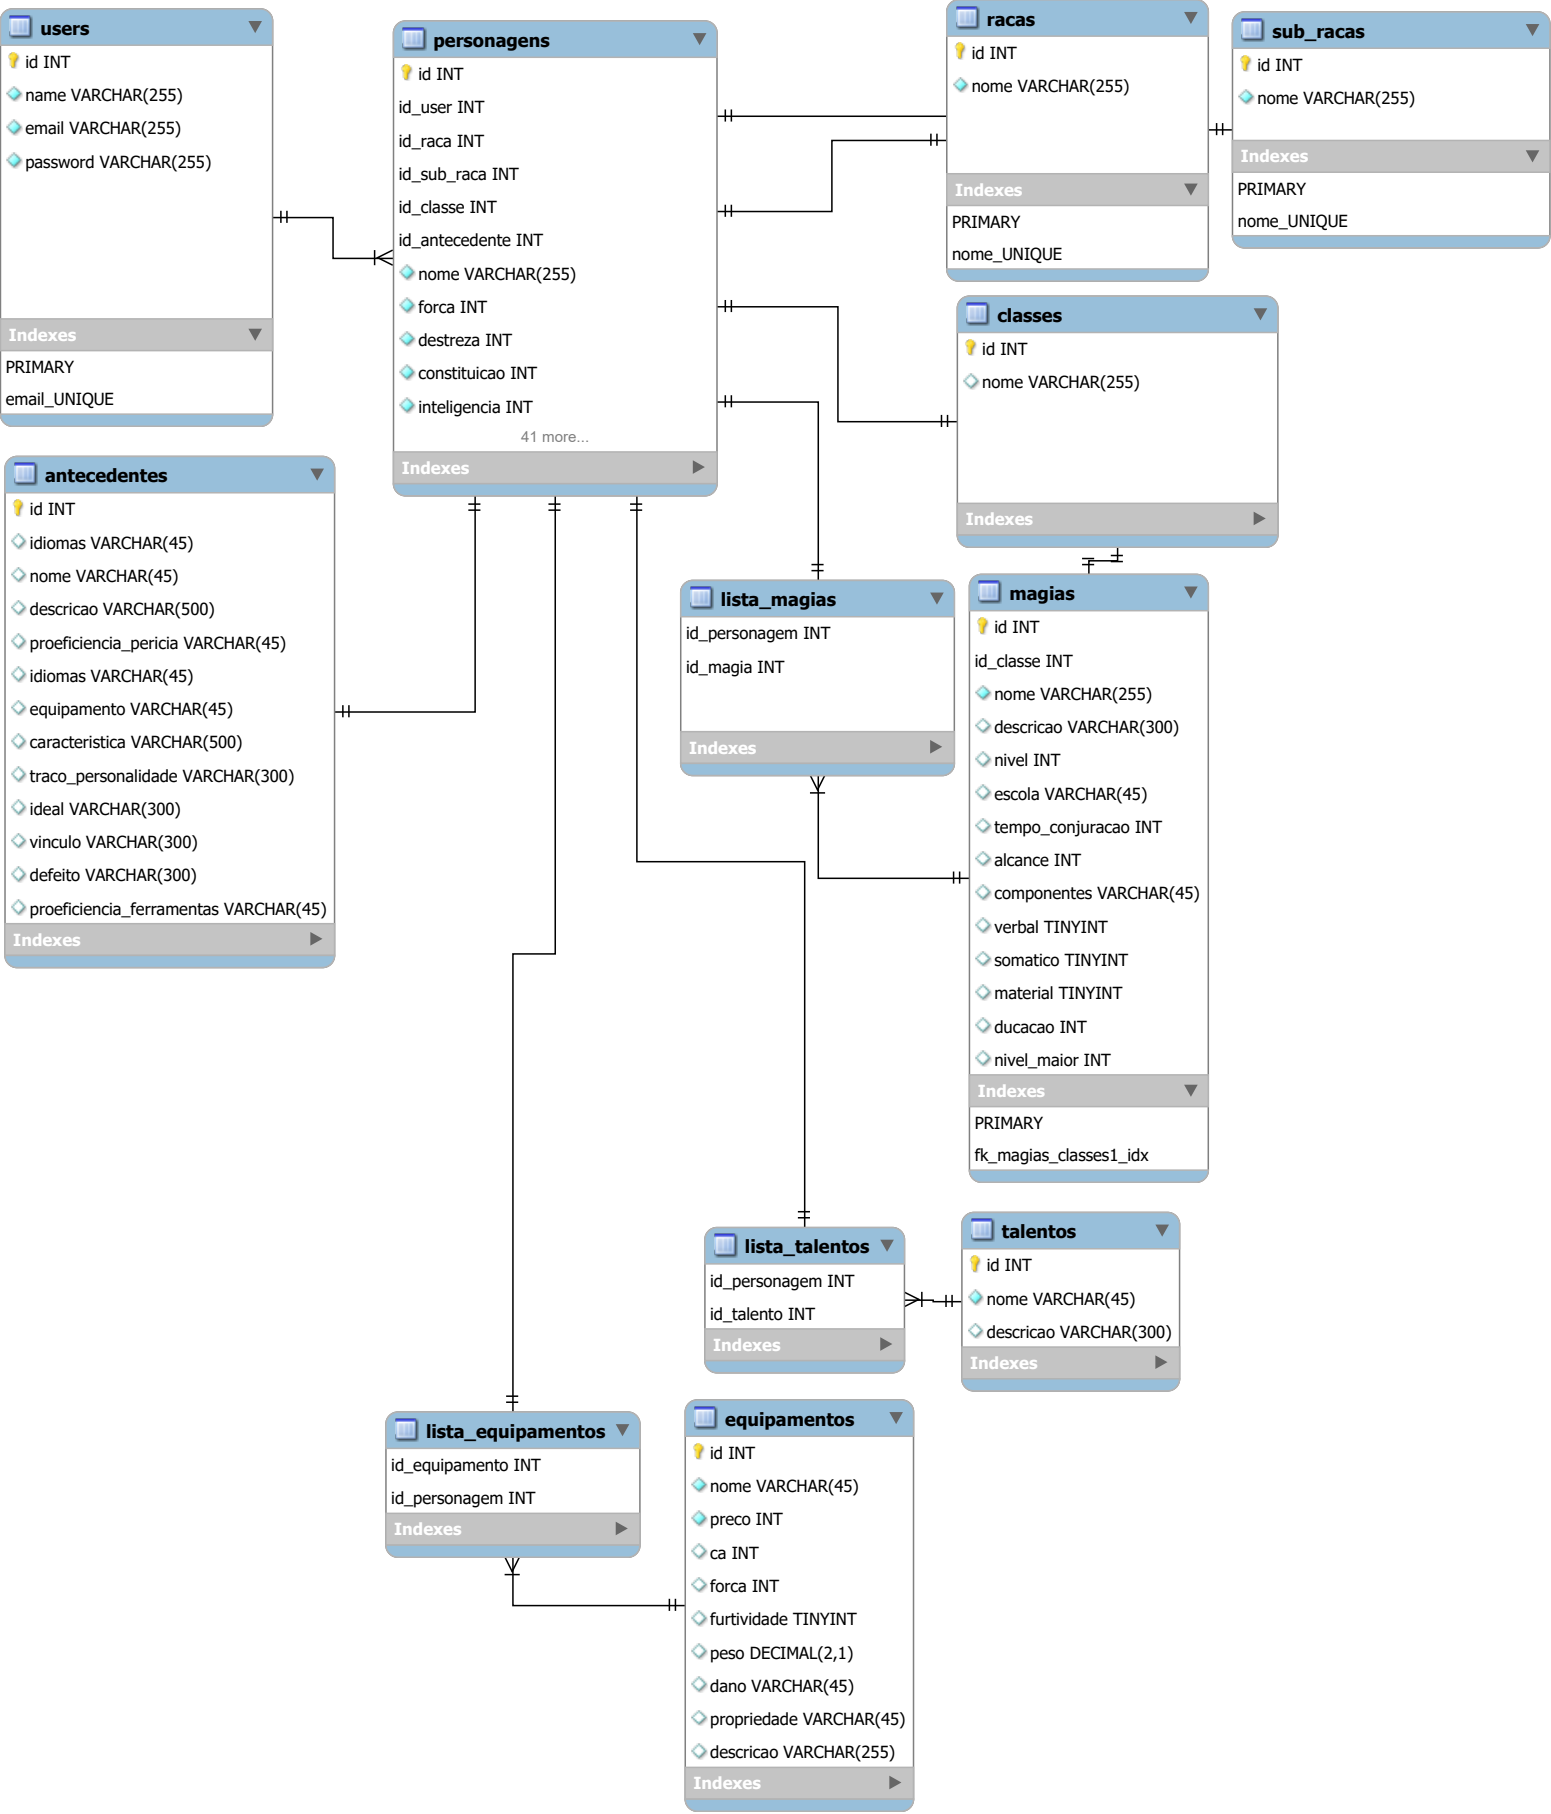 users
id INT
name VARCHAR(255)
email VARCHAR(255)
password VARCHAR(255)
Indexes
PRIMARY
email_UNIQUE
personagens
id INT
id_user INT
id_raca INT
id_sub_raca INT
id_classe INT
id_antecedente INT
nome VARCHAR(255)
forca INT
destreza INT
constituicao INT
inteligencia INT
41 more...
Indexes
racas
id INT
nome VARCHAR(255)
Indexes
PRIMARY
nome_UNIQUE
sub_racas
id INT
nome VARCHAR(255)
Indexes
PRIMARY
nome_UNIQUE
classes
id INT
nome VARCHAR(255)
Indexes
antecedentes
id INT
idiomas VARCHAR(45)
nome VARCHAR(45)
descricao VARCHAR(500)
proeficiencia_pericia VARCHAR(45)
idiomas VARCHAR(45)
equipamento VARCHAR(45)
caracteristica VARCHAR(500)
traco_personalidade VARCHAR(300)
ideal VARCHAR(300)
vinculo VARCHAR(300)
defeito VARCHAR(300)
proeficiencia_ferramentas VARCHAR(45)
Indexes
lista_magias
id_personagem INT
id_magia INT
Indexes
magias
id INT
id_classe INT
nome VARCHAR(255)
descricao VARCHAR(300)
nivel INT
escola VARCHAR(45)
tempo_conjuracao INT
alcance INT
componentes VARCHAR(45)
verbal TINYINT
somatico TINYINT
material TINYINT
ducacao INT
nivel_maior INT
Indexes
PRIMARY
fk_magias_classes1_idx
lista_talentos
id_personagem INT
id_talento INT
Indexes
talentos
id INT
nome VARCHAR(45)
descricao VARCHAR(300)
Indexes
lista_equipamentos
id_equipamento INT
id_personagem INT
Indexes
equipamentos
id INT
nome VARCHAR(45)
preco INT
ca INT
forca INT
furtividade TINYINT
peso DECIMAL(2,1)
dano VARCHAR(45)
propriedade VARCHAR(45)
descricao VARCHAR(255)
Indexes